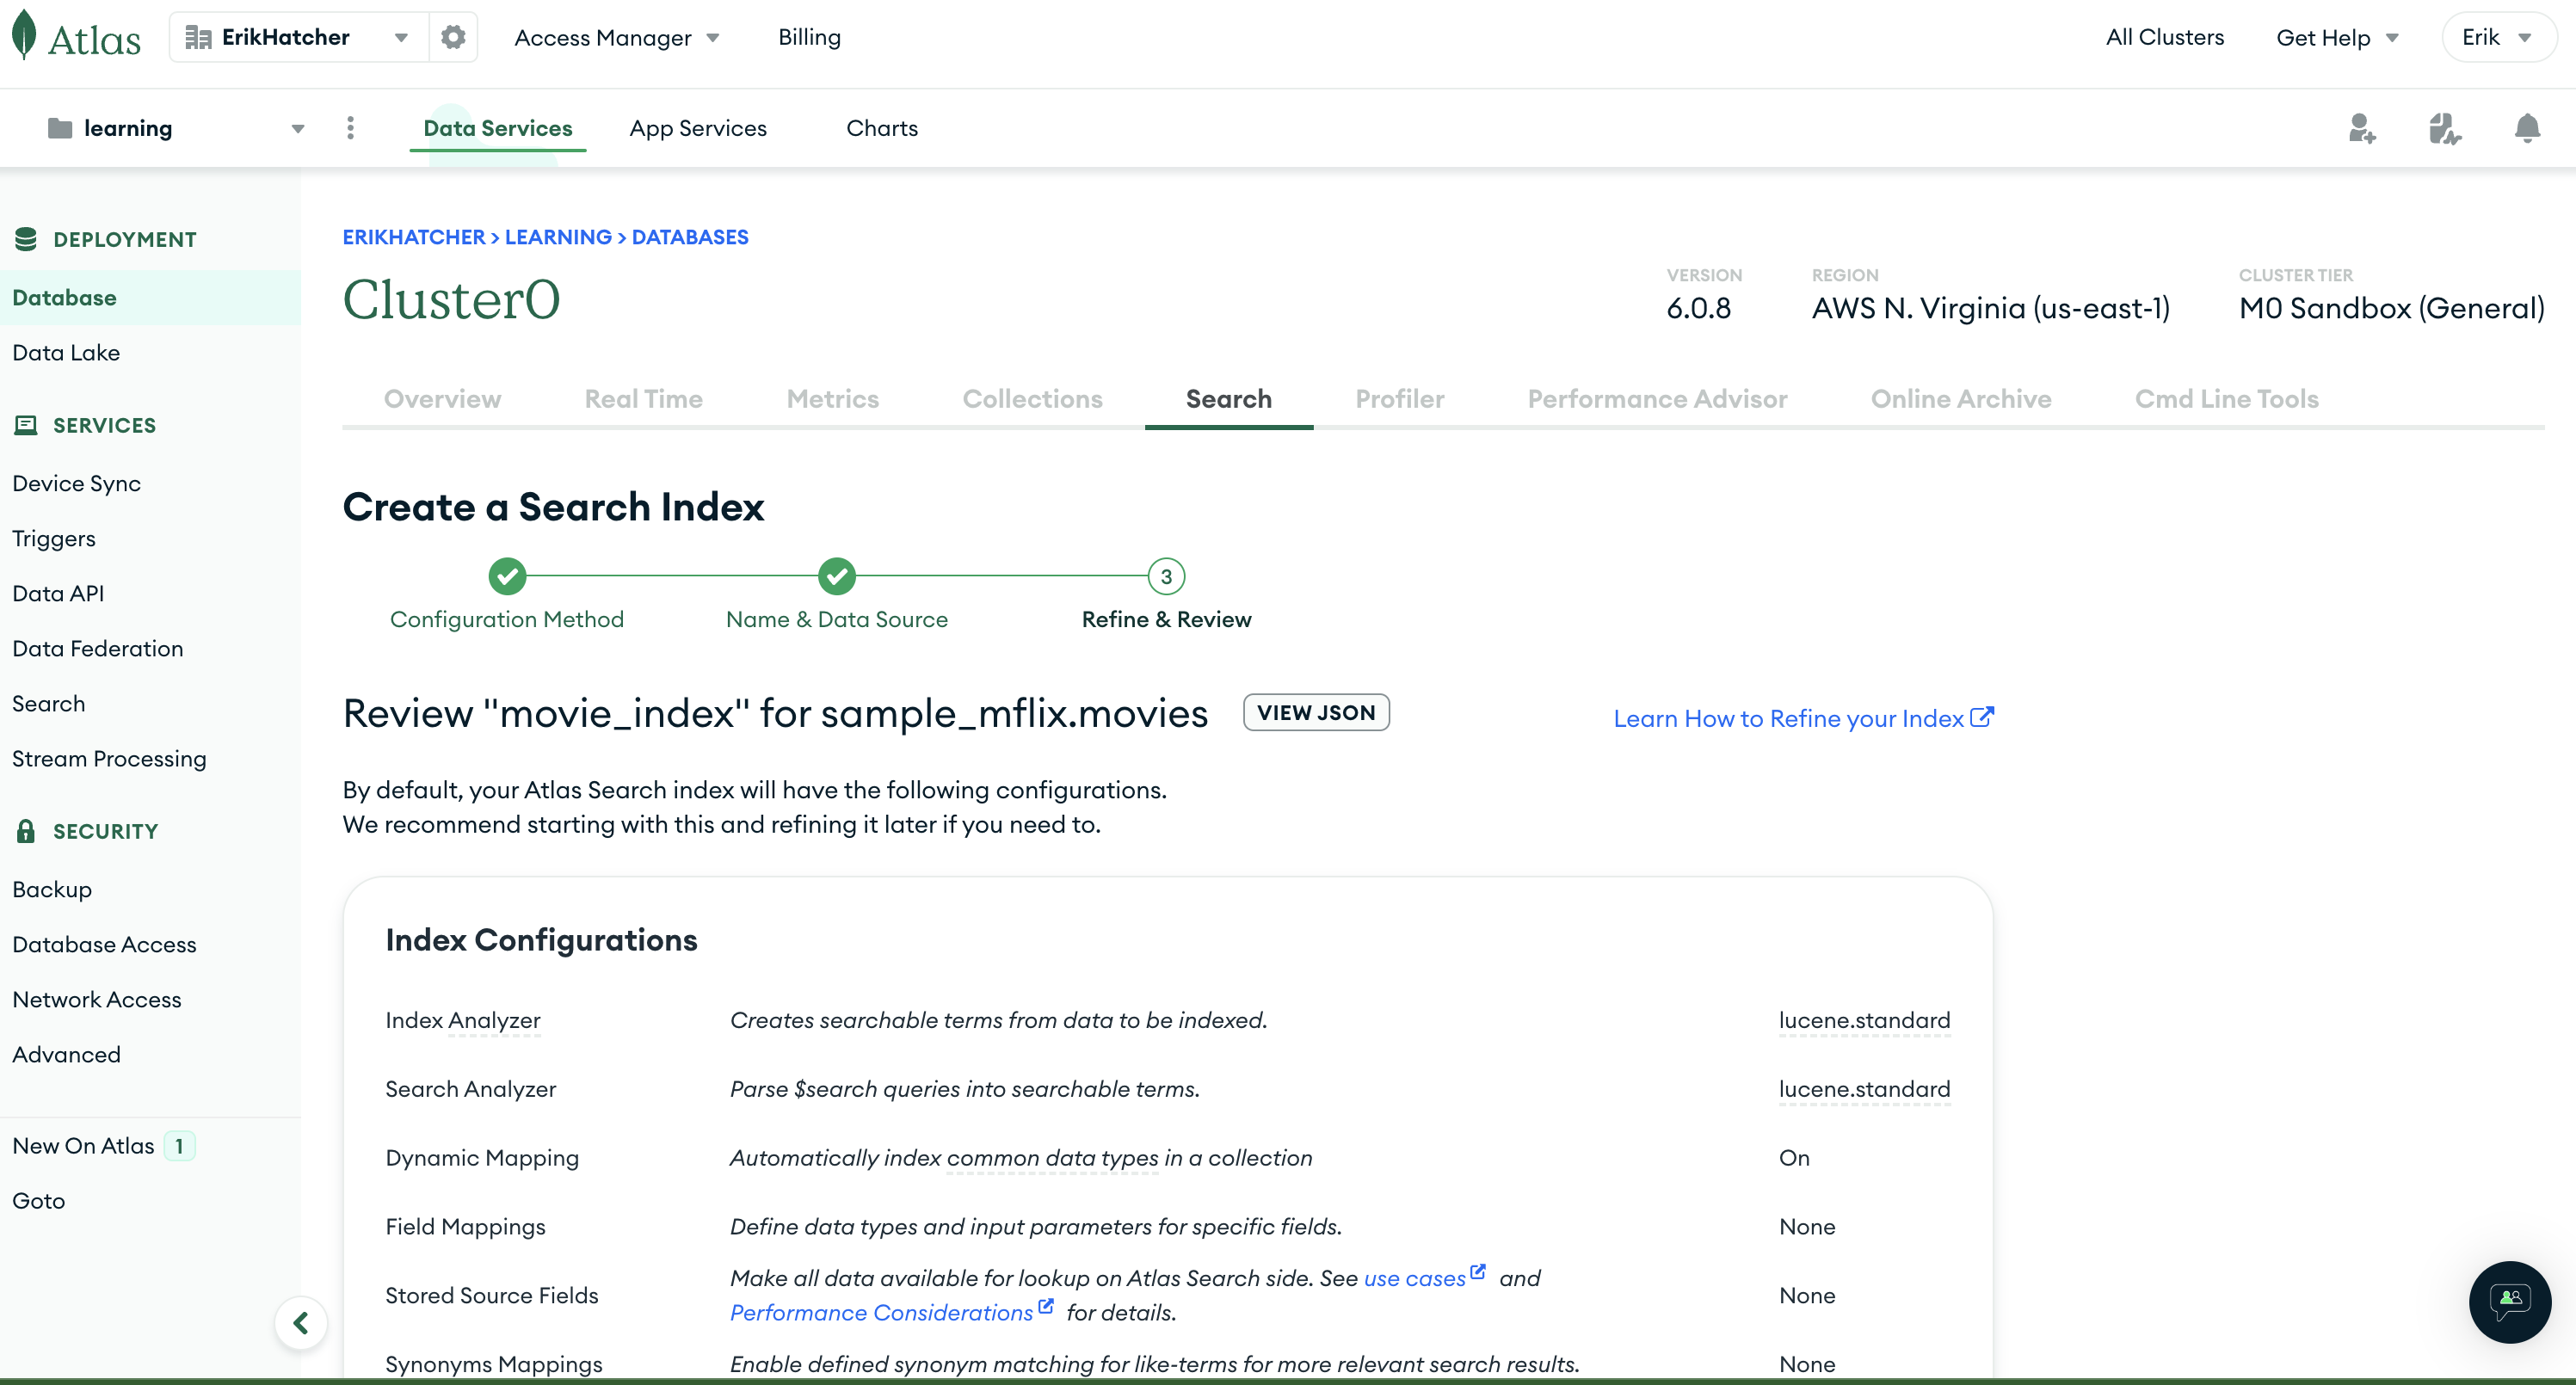 Atlas
ErikHatcher
Access Manager
Billing
All Clusters
Get Help
Erik
learning
Data Services
App Services
Charts
DEPLOYMENT
Database
Data Lake
SERVICES
Device Sync
Triggers
Data API
Data Federation
Search
Stream Processing
SECURITY
Backup
Database Access
Network Access
Advanced
New On Atlas 1
Goto
ERIKHATCHER > LEARNING > DATABASES
Cluster0
VERSION
6.0.8
REGION
AWS N. Virginia (us-east-1)
CLUSTER TIER
M0 Sandbox (General)
Overview
Real Time
Metrics
Collections
Search
Profiler
Performance Advisor
Online Archive
Cmd Line Tools
Create a Search Index
Configuration Method
Name & Data Source
3
Refine & Review
Review "movie_index" for sample_mflix.movies
VIEW JSON
Learn How to Refine your Index
By default, your Atlas Search index will have the following configurations.
We recommend starting with this and refining it later if you need to.
Index Configurations
Index Analyzer
Creates searchable terms from data to be indexed.
lucene.standard
Search Analyzer
Parse $search queries into searchable terms.
lucene.standard
Dynamic Mapping
Automatically index common data types in a collection
On
Field Mappings
Define data types and input parameters for specific fields.
None
Stored Source Fields
Make all data available for lookup on Atlas Search side. See use cases and
Performance Considerations for details.
None
Synonyms Mappings
Enable defined synonym matching for like-terms for more relevant search results.
None